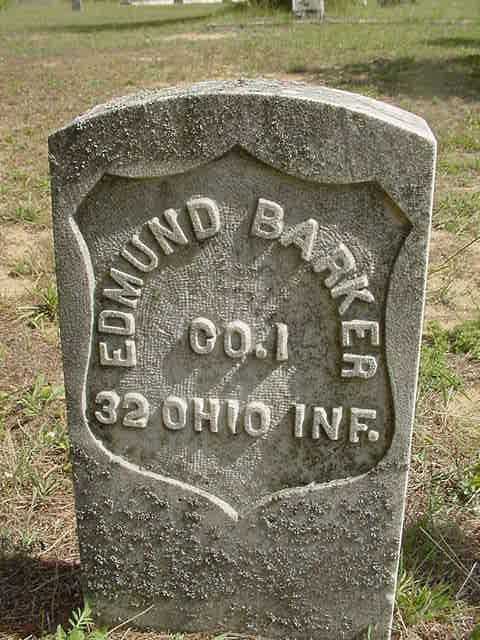 EDMUND BARKER
CO. I
32 OHIO INF.